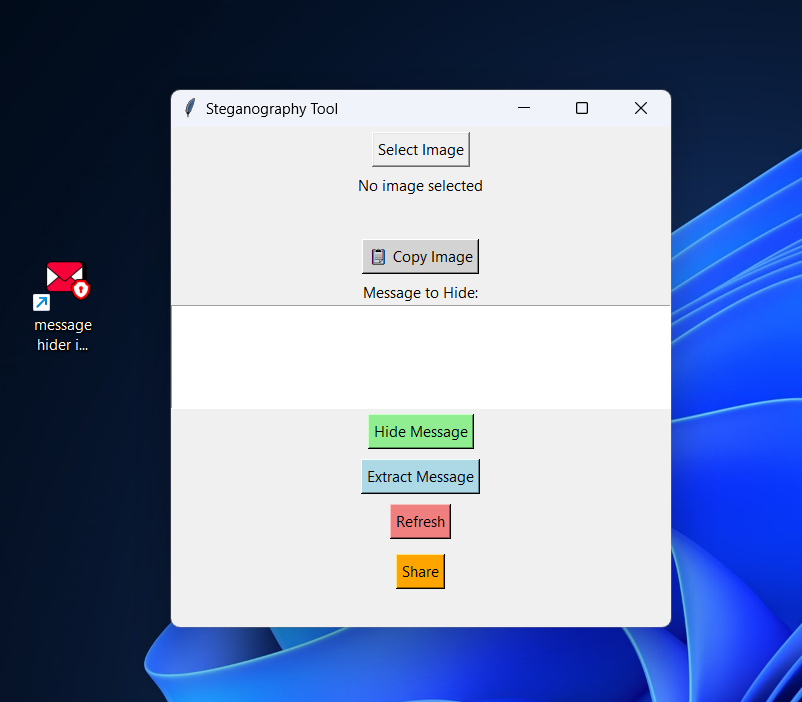 Steganography Tool
Select Image
No image selected
Copy Image
Message to Hide:
message
hider i...
Hide Message
Extract Message
Refresh
Share